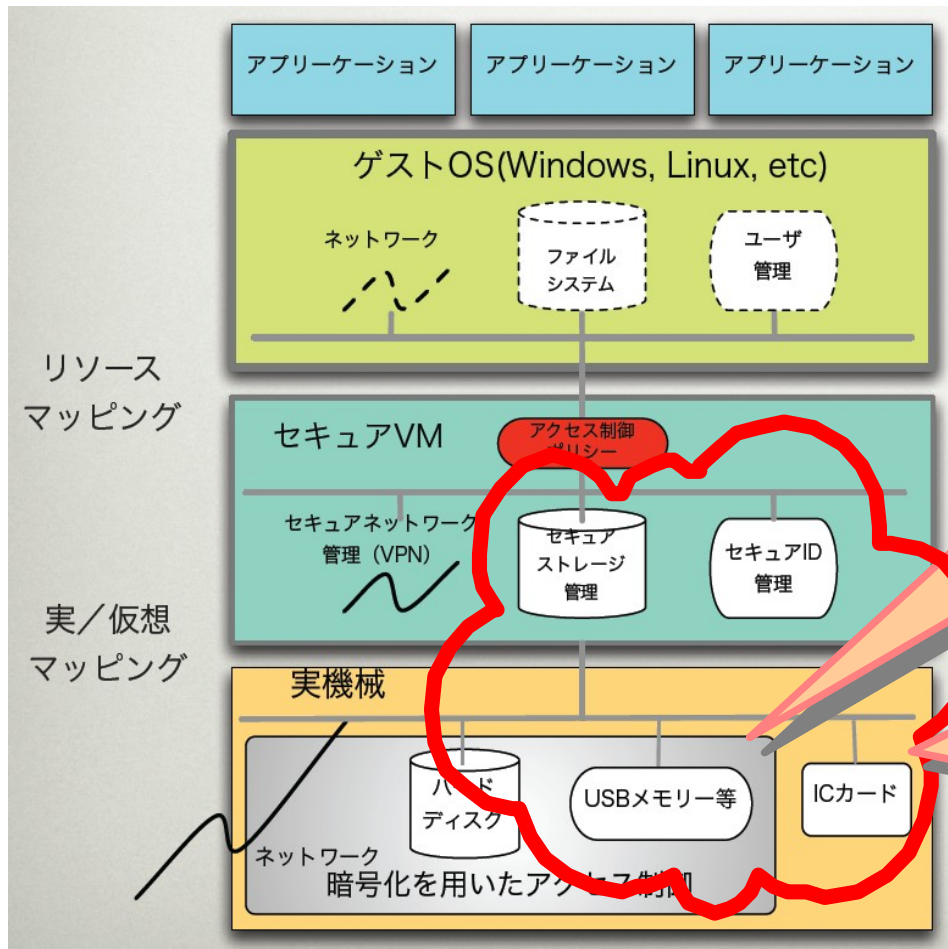 アプリーケーション
アプリーケーション
アプリーケーション
ゲストOS(Windows, Linux, etc)
ネットワーク
ファイル
システム
ユーザ
管理
リソース
マッピング
セキュアVM
アクセス制御
ポリシー
セキュアネットワーク
管理（VPN）
セキュア
ストレージ
管理
セキュアID
管理
実／仮想
マッピング
実機械
ハード
ディスク
USBメモリー等
ICカード
ネットワーク
暗号化を用いたアクセス制御